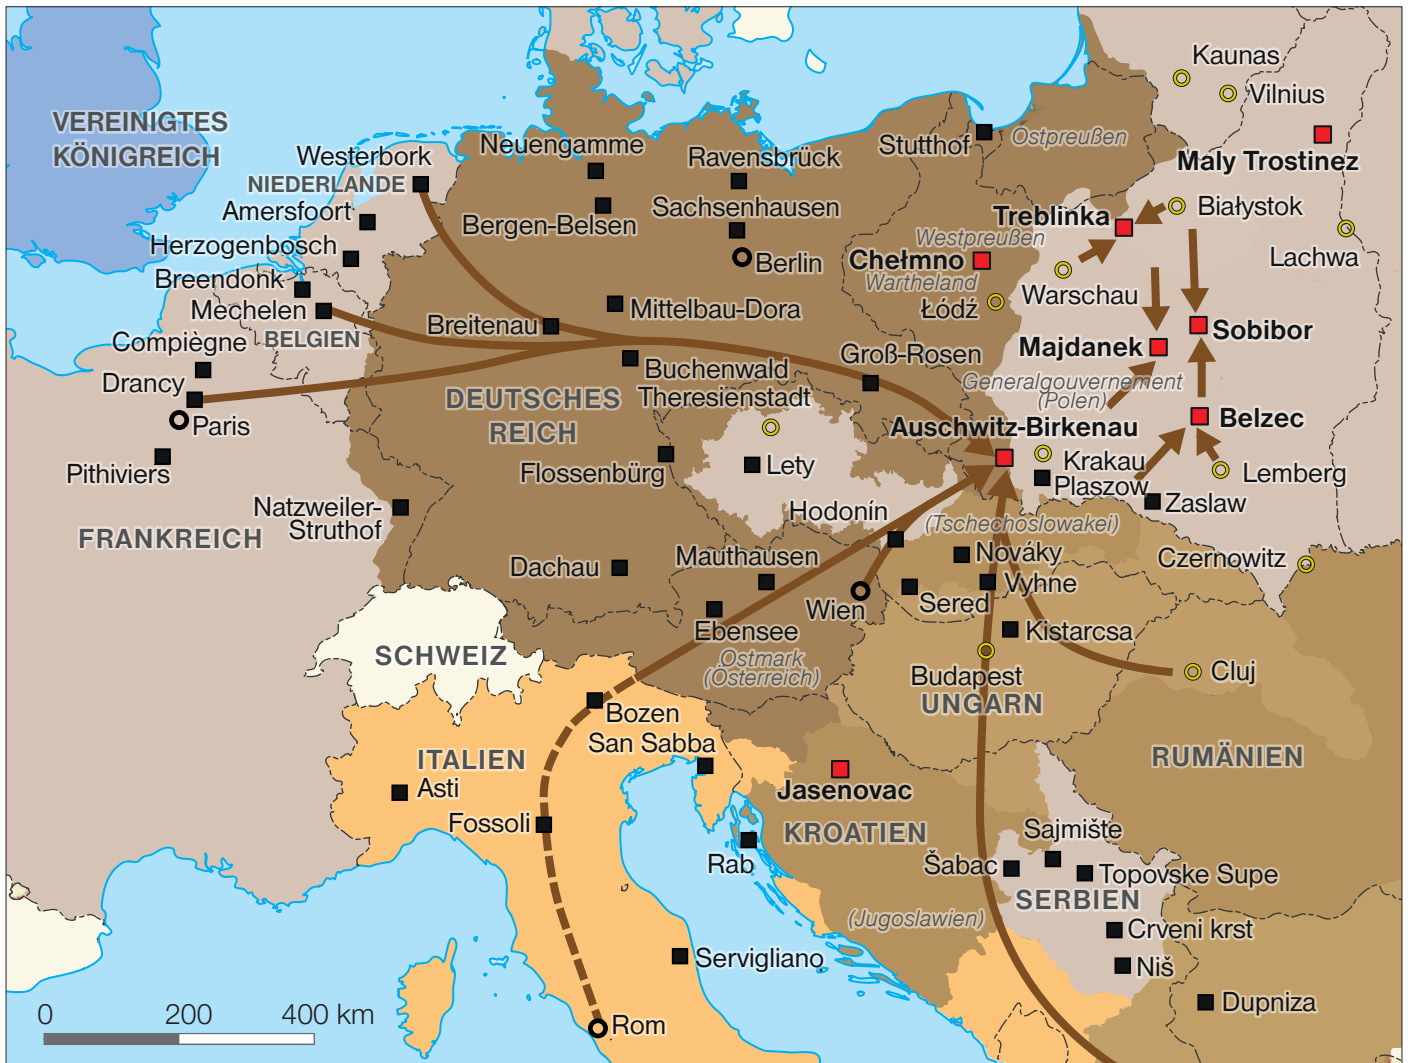 Kaunas
Vilnius
VEREINIGTES
KÖNIGREICH
Neuengamme
Ravensbrück
Stutthof
Ostpreußen
Westerbork
NIEDERLANDE
Maly Trostinez
Amersfoort
Bergen-Belsen
Sachsenhausen
Treblinka
Białystok
Herzogenbosch
Westpreußen
Berlin
Chełmno
Lachwa
Breendonk
Wartheland
Warschau
Mechelen
Mittelbau-Dora
Łódź
Breitenau
Sobibor
BELGIEN
Compiègne
Majdanek
Groß-Rosen
Drancy
Buchenwald
Generalgouvernement
(Polen)
Theresienstadt
DEUTSCHES
REICH
Paris
Auschwitz-Birkenau
Belzec
Pithiviers
Flossenbürg
Lety
Krakau
Lemberg
Plaszow
Zaslaw
Natzweiler-
Struthof
Hodonín
(Tschechoslowakei)
FRANKREICH
Mauthausen
Nováky
Czernowitz
Dachau
Vyhne
Wien
Sered
Ebensee
Kistarcsa
SCHWEIZ
Ostmark
(Österreich)
Budapest
Cluj
UNGARN
Bozen
San Sabba
ITALIEN
RUMÄNIEN
Asti
Jasenovac
Fossoli
KROATIEN
Sajmište
Rab
Šabac
Topovske Supe
SERBIEN
(Jugoslawien)
Crveni krst
Servigliano
Niš
Dupniza
0 200 400 km
Rom